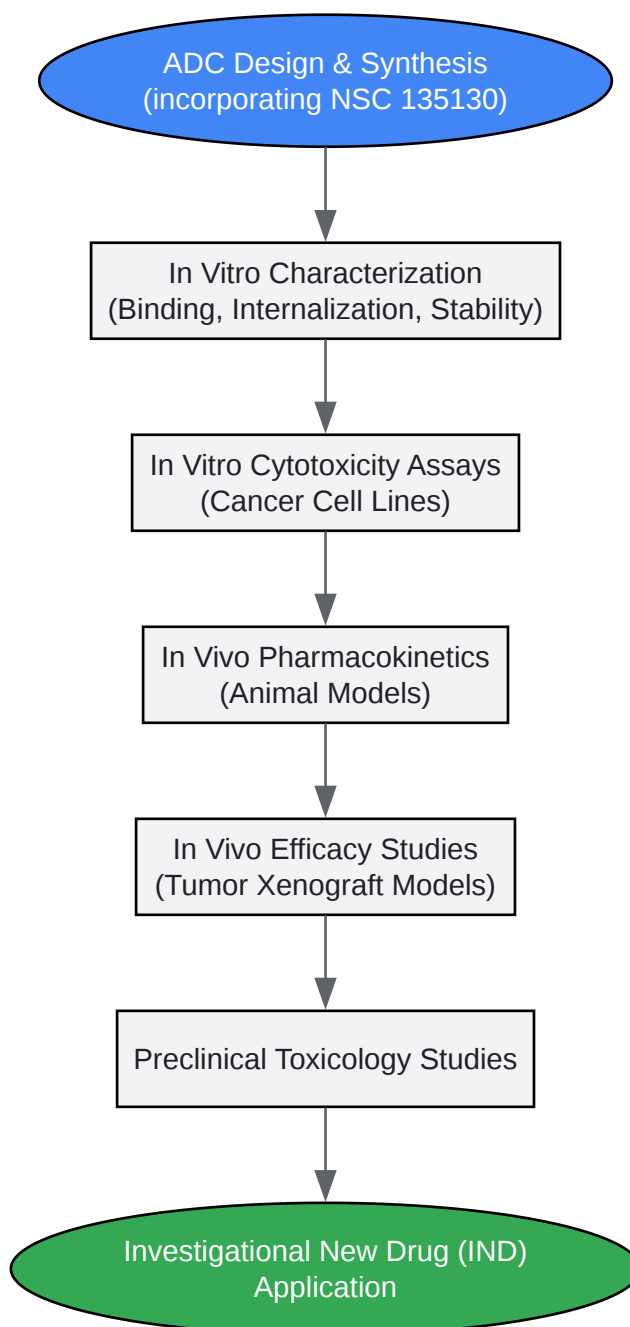 ADC Design & Synthesis
(incorporating NSC 135130)
In Vitro Characterization
(Binding, Internalization, Stability)
In Vitro Cytotoxicity Assays
(Cancer Cell Lines)
In Vivo Pharmacokinetics
(Animal Models)
In Vivo Efficacy Studies
(Tumor Xenograft Models)
Preclinical Toxicology Studies
Investigational New Drug (IND)
Application